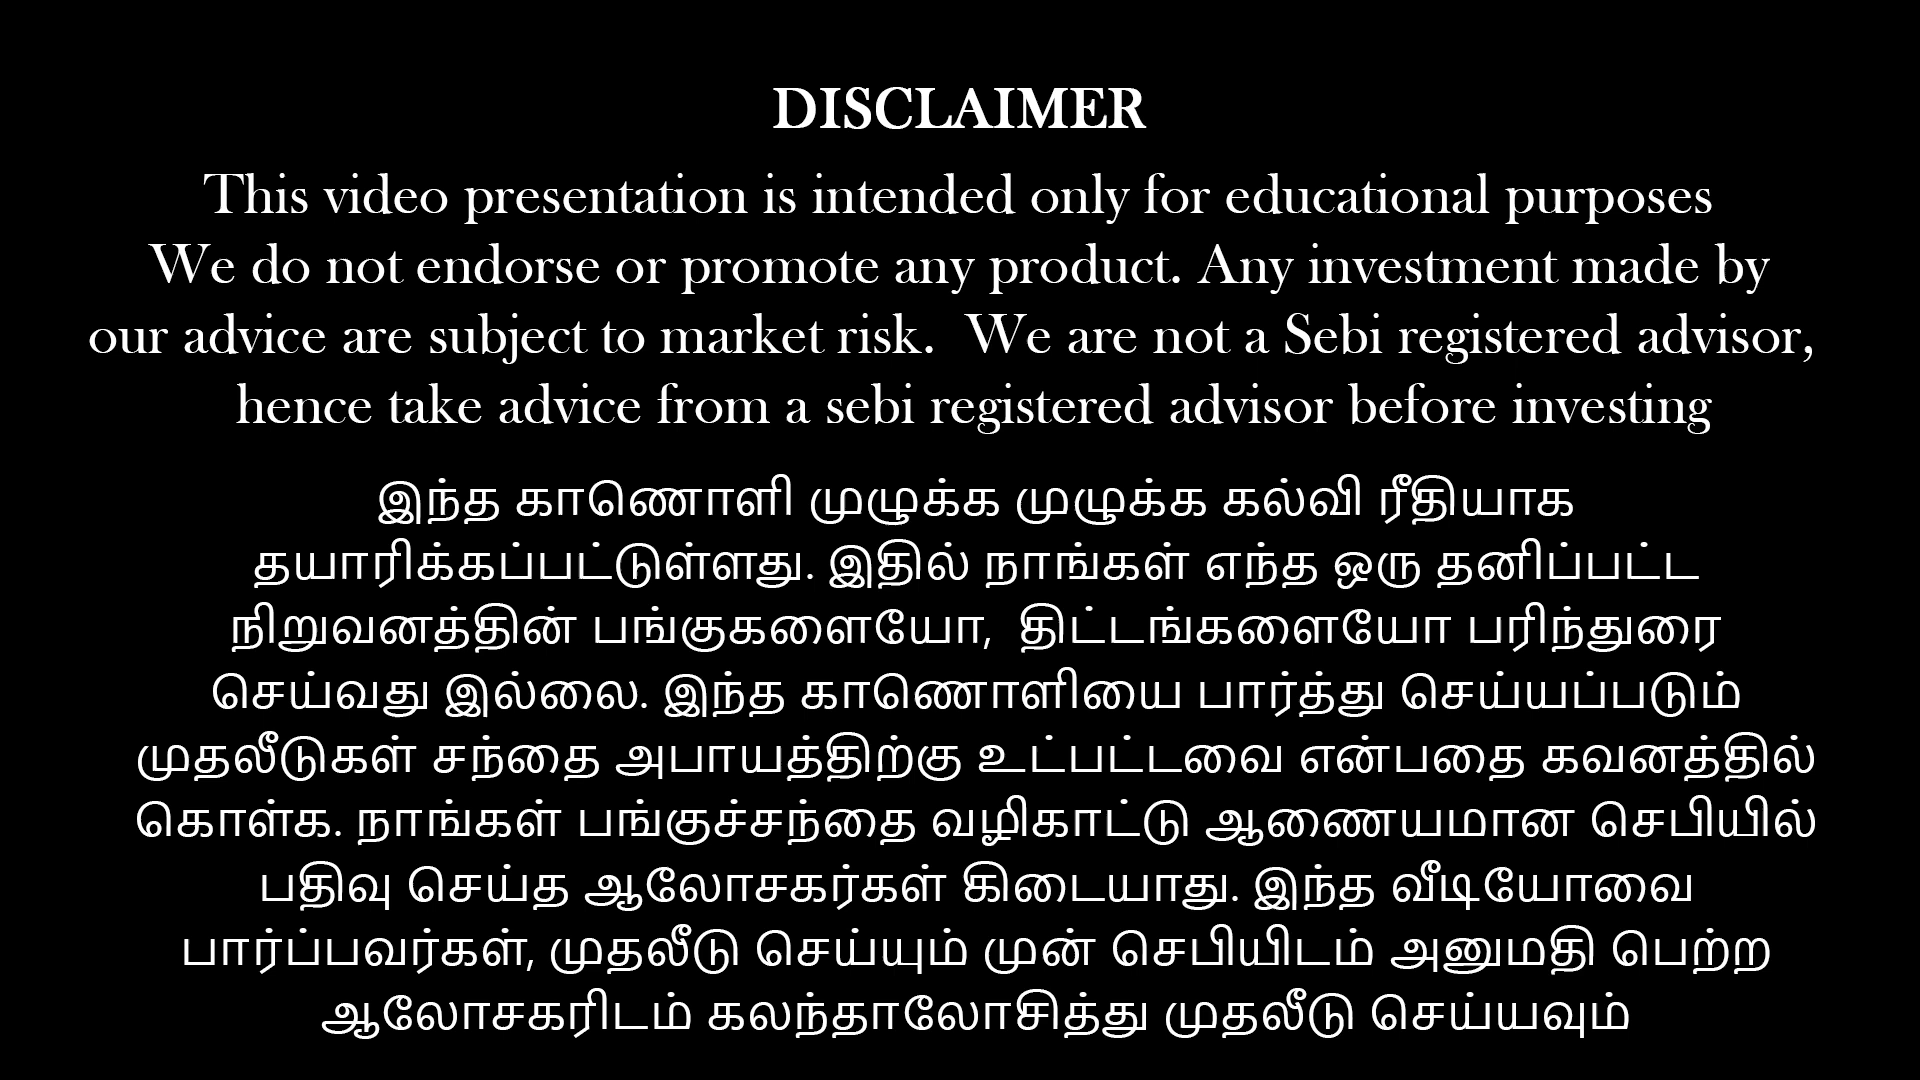 DISCLAIMER
This video presentation is intended only for educational purposes
We do not endorse or promote any product. Any investment made by
our advice are subject to market risk.  We are not a Sebi registered advisor,
hence take advice from a sebi registered advisor before investing
இந்த காணொளி முழுக்க முழுக்க கல்வி ரீதியாக
தயாரிக்கப்பட்டுள்ளது. இதில் நாங்கள் எந்த ஒரு தனிப்பட்ட
நிறுவனத்தின் பங்குகளையோ,  திட்டங்களையோ பரிந்துரை
செய்வது இல்லை. இந்த காணொளியை பார்த்து செய்யப்படும்
முதலீடுகள் சந்தை அபாயத்திற்கு உட்பட்டவை என்பதை கவனத்தில்
கொள்க. நாங்கள் பங்குச்சந்தை வழிகாட்டு ஆணையமான செபியில்
பதிவு செய்த ஆலோசகர்கள் கிடையாது. இந்த வீடியோவை
பார்ப்பவர்கள், முதலீடு செய்யும் முன் செபியிடம் அனுமதி பெற்ற
ஆலோசகரிடம் கலந்தாலோசித்து முதலீடு செய்யவும்